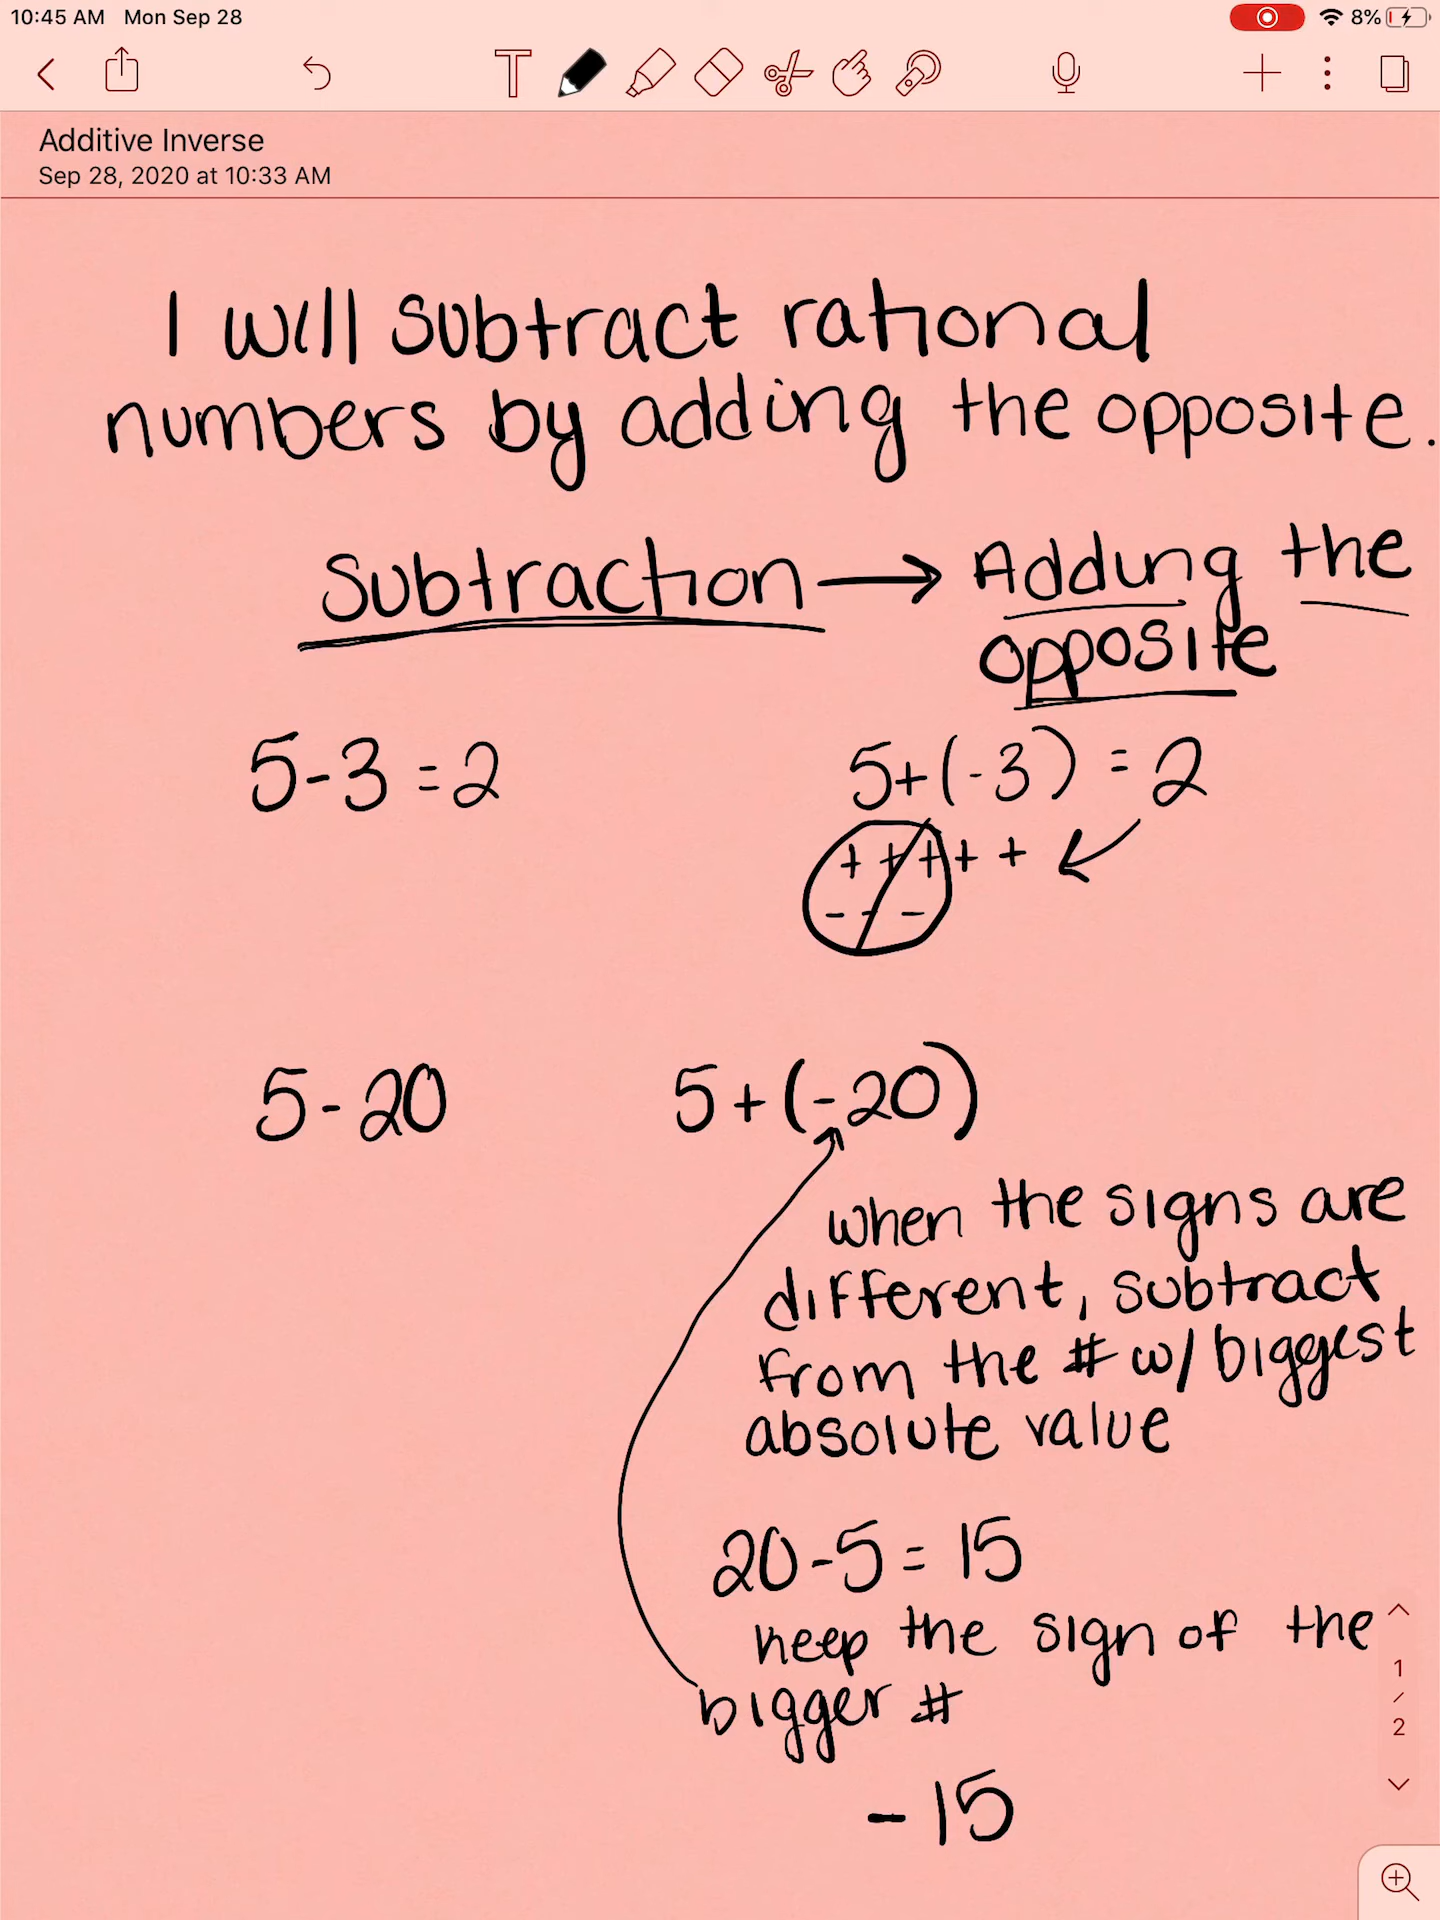 10:45 AM Mon Sep 28 8%
T
Additive Inverse
Sep 28, 2020 at 10:33 AM
I will subtract rational
numbers by adding the opposite.
Subtraction → Adding the
opposite
5-3=2 5+(-3) = 2
+ + + + +
- - -
5-20 5+(-20)
when the signs are
different, subtract
from the # w/ biggest
absolute value
20-5= 15
keep the sign of the
bigger #
-15
1
/
2